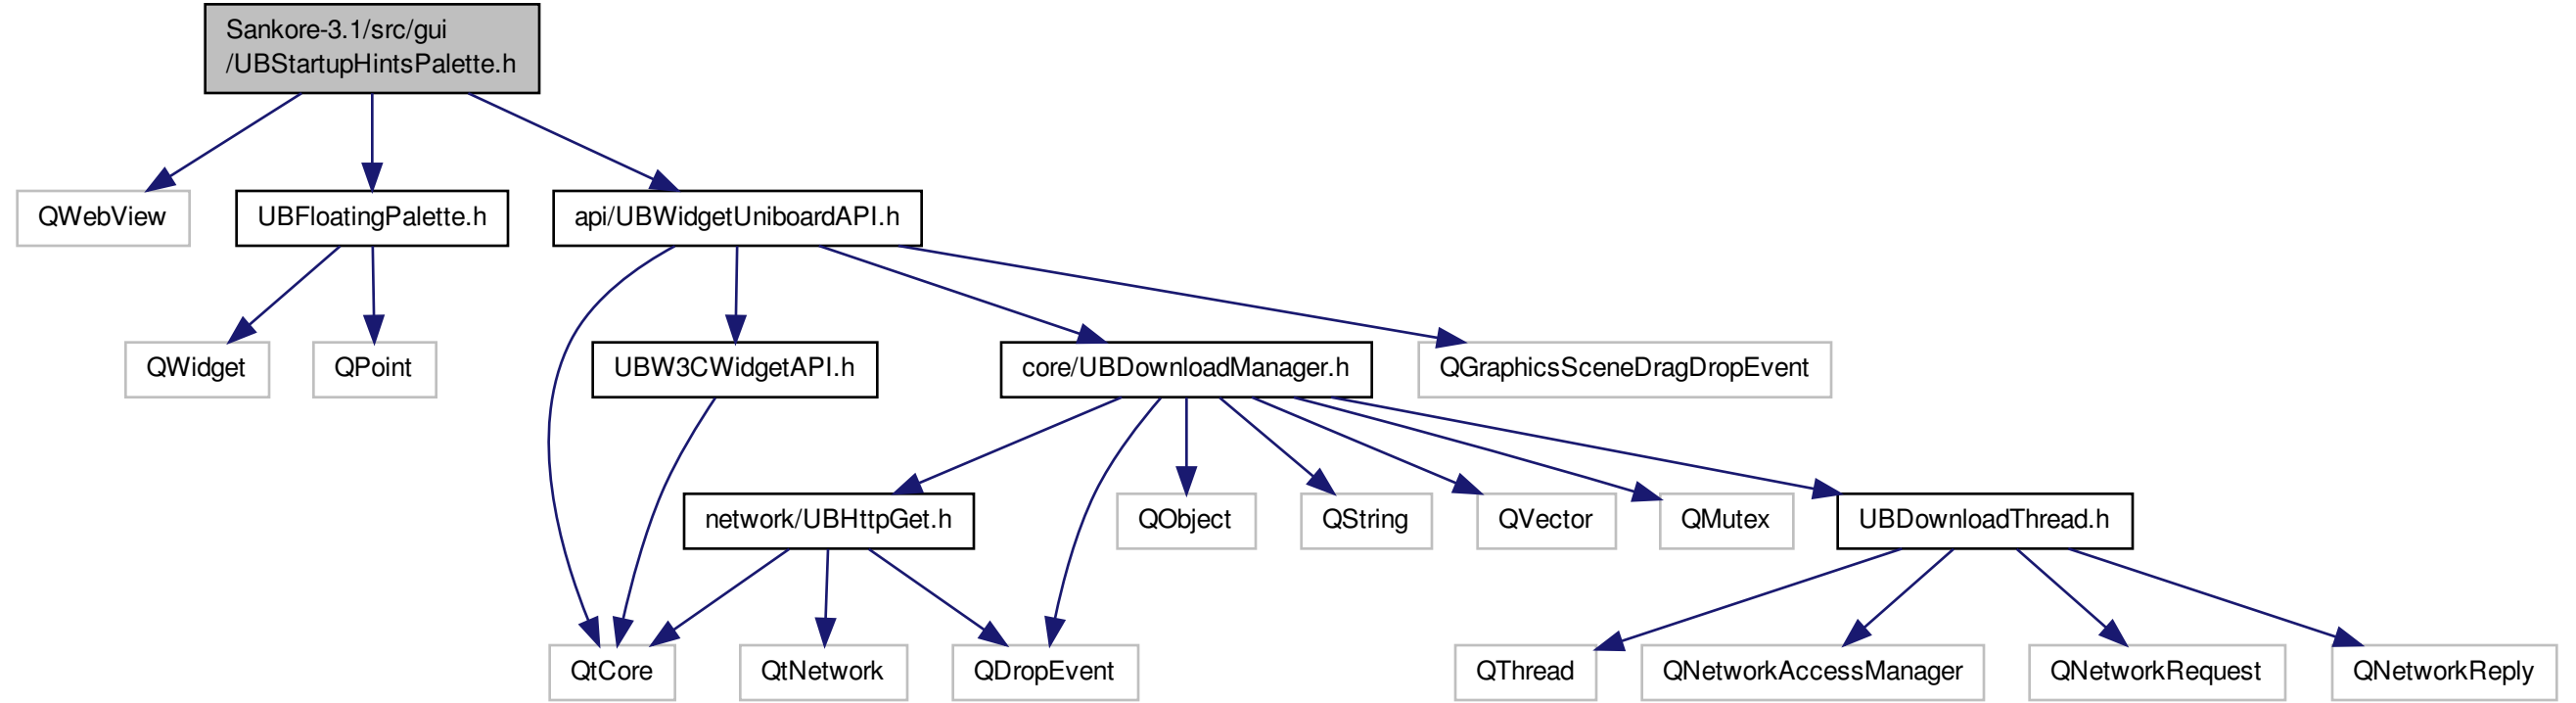 Sankore-3.1/src/gui
/UBStartupHintsPalette.h
QWebView
UBFloatingPalette.h
api/UBWidgetUniboardAPI.h
QWidget
QPoint
UBW3CWidgetAPI.h
core/UBDownloadManager.h
QGraphicsSceneDragDropEvent
network/UBHttpGet.h
QObject
QString
QVector
QMutex
UBDownloadThread.h
QtCore
QtNetwork
QDropEvent
QThread
QNetworkAccessManager
QNetworkRequest
QNetworkReply